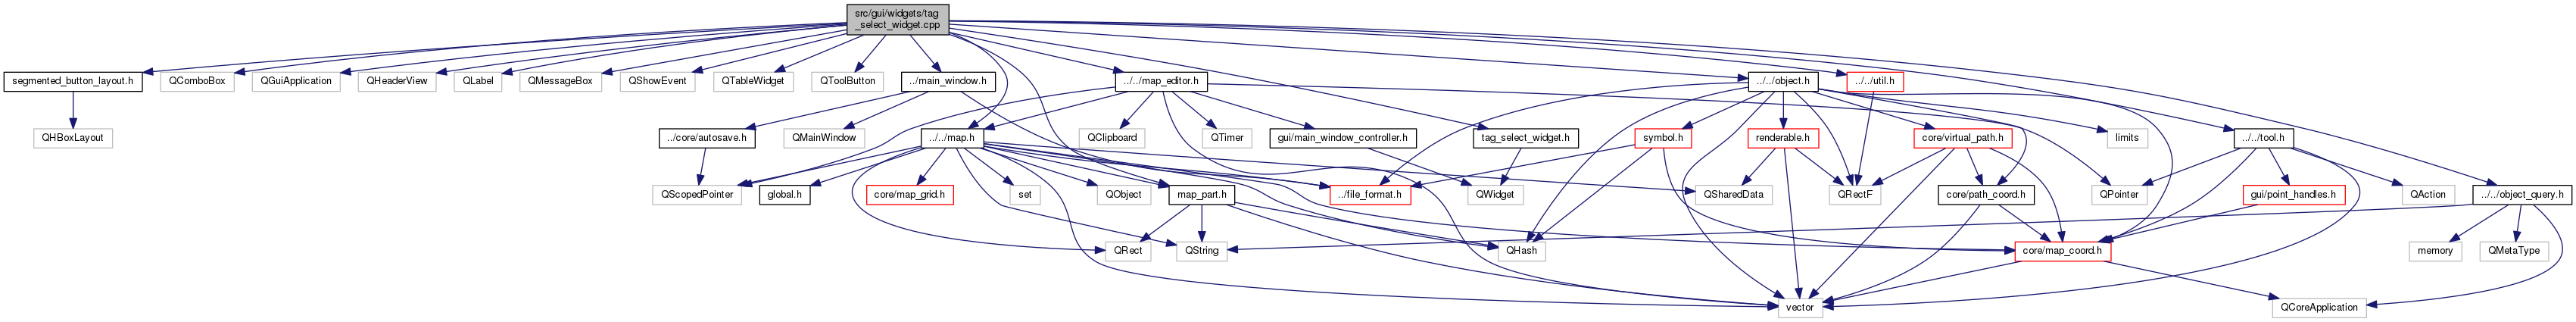 src/gui/widgets/tag
_select_widget.cpp
segmented_button_layout.h
QComboBox
QGuiApplication
QHeaderView
QLabel
QMessageBox
QShowEvent
QTableWidget
QToolButton
../main_window.h
../../map_editor.h
../../object.h
../../util.h
QHBoxLayout
../core/autosave.h
QMainWindow
../../map.h
QClipboard
QTimer
gui/main_window_controller.h
tag_select_widget.h
symbol.h
renderable.h
core/virtual_path.h
limits
../../tool.h
QScopedPointer
global.h
core/map_grid.h
set
QObject
map_part.h
../file_format.h
QWidget
QSharedData
QRectF
core/path_coord.h
QPointer
gui/point_handles.h
QAction
../../object_query.h
QRect
QString
QHash
core/map_coord.h
memory
QMetaType
vector
QCoreApplication